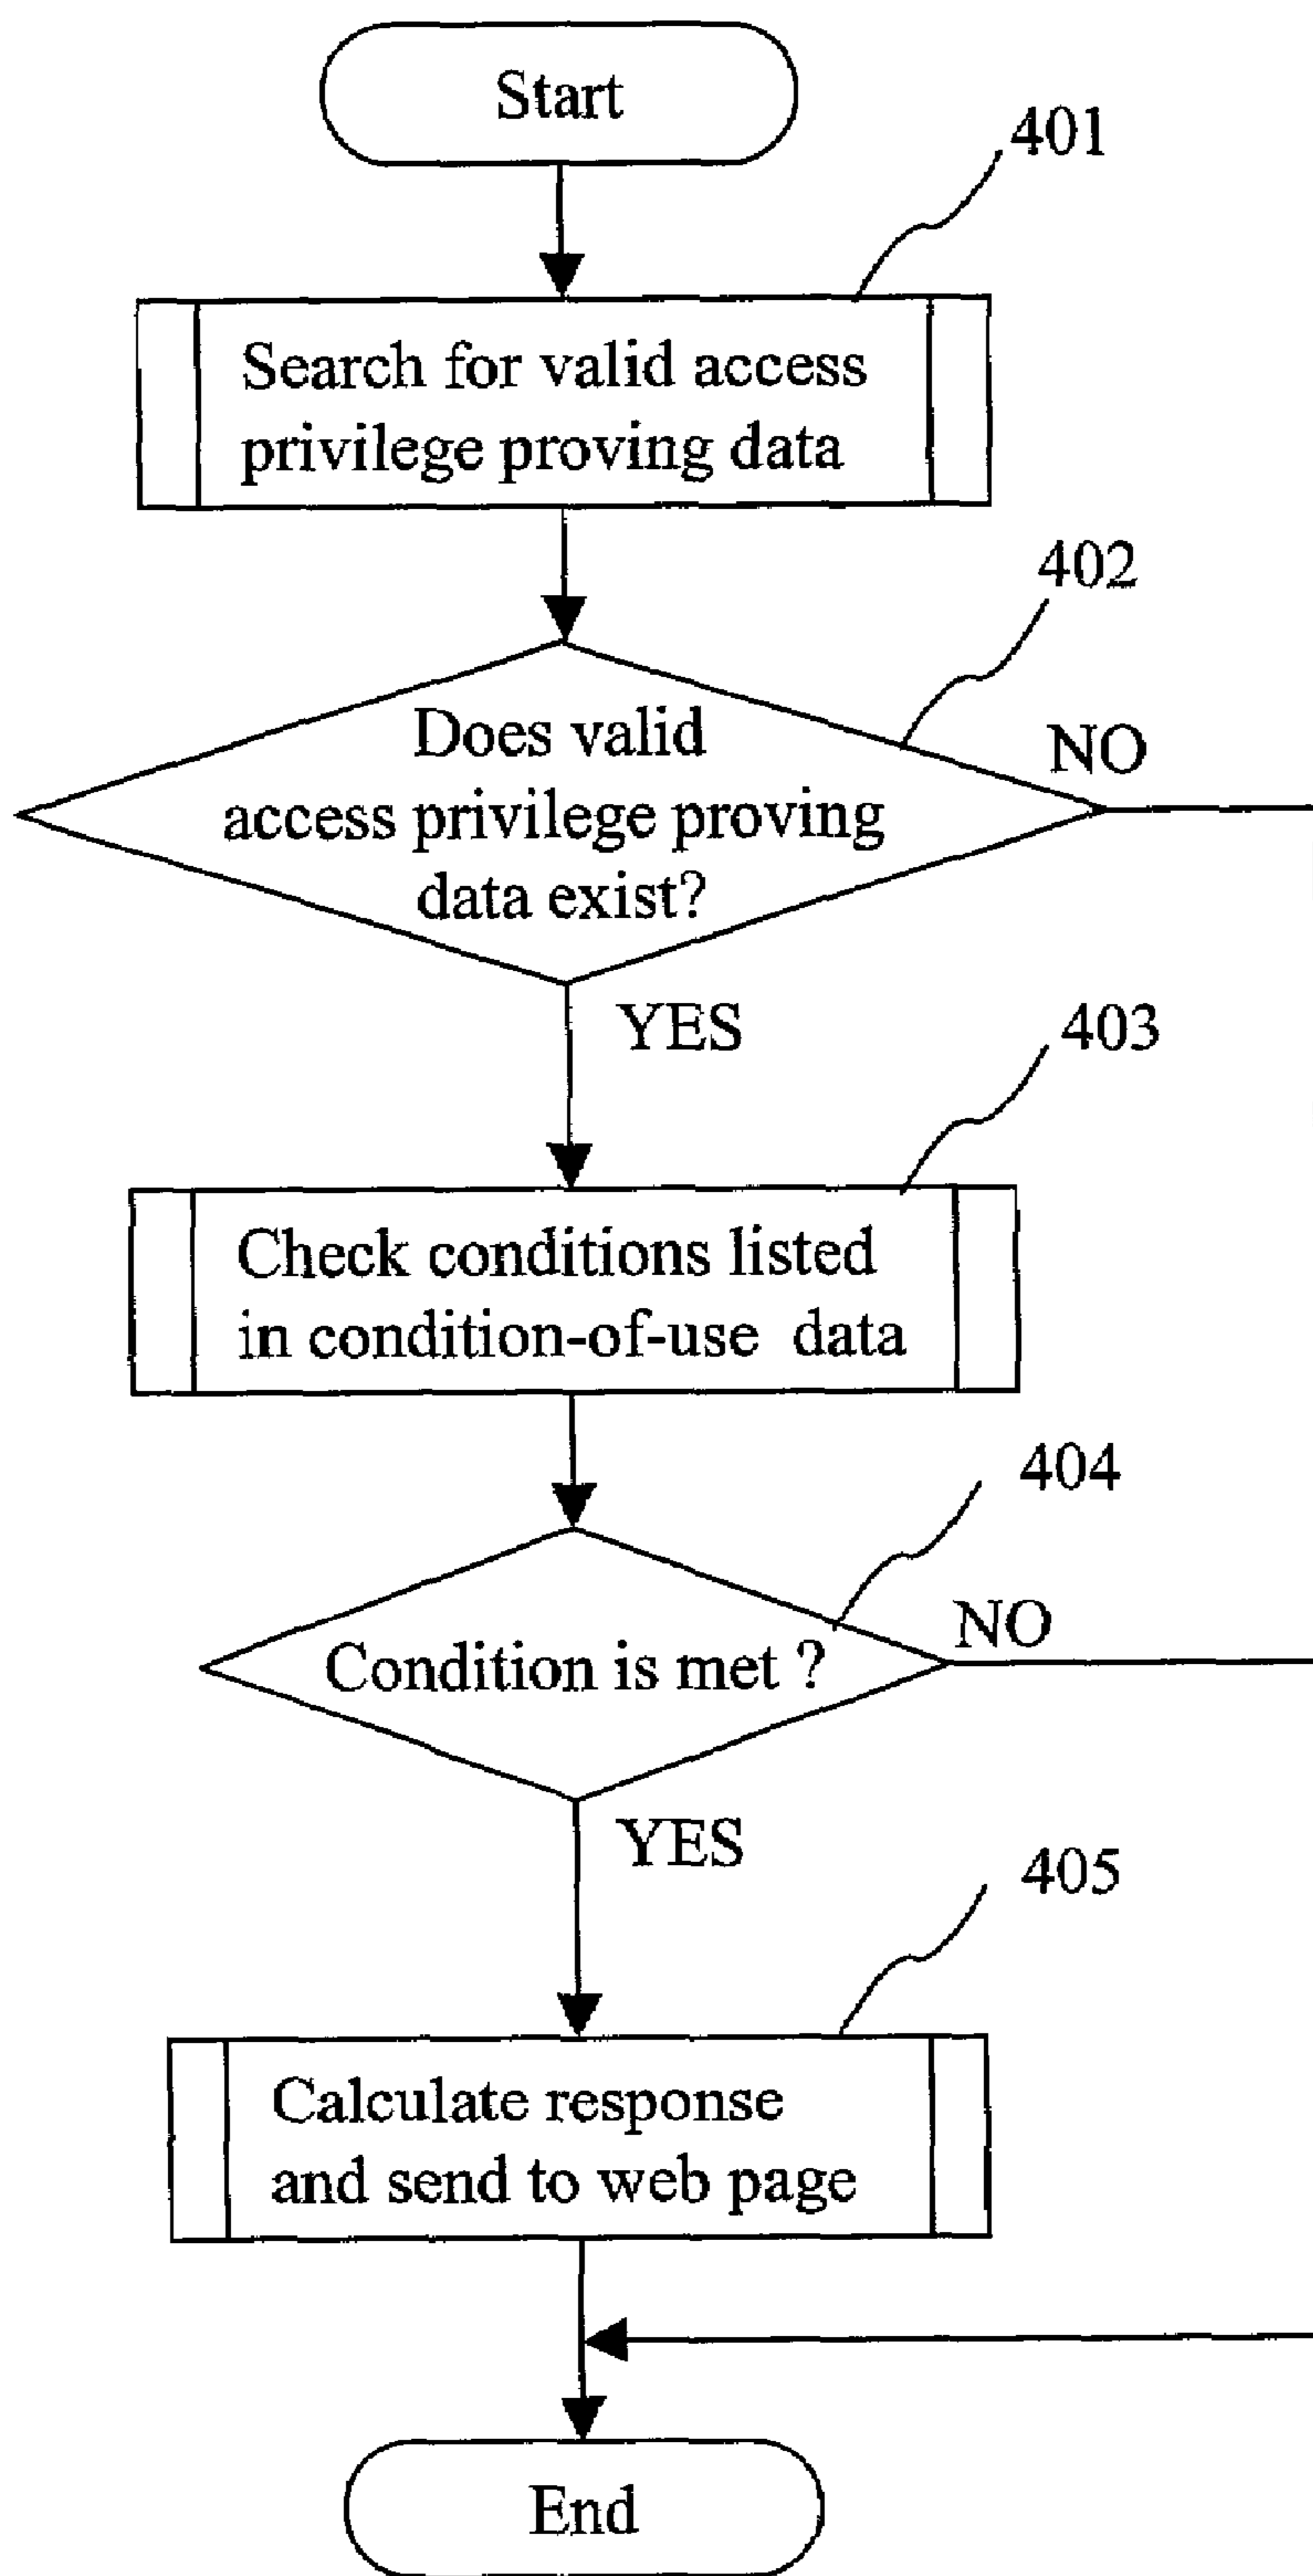 Start
401
Search for valid access
privilege proving data
402
Does valid
NO
access privilege proving
data exist?
YES
403
Check conditions listed
in condition-of-use data
404
NO
Condition is met ?
YES
405
Calculate response
and send to web page
End